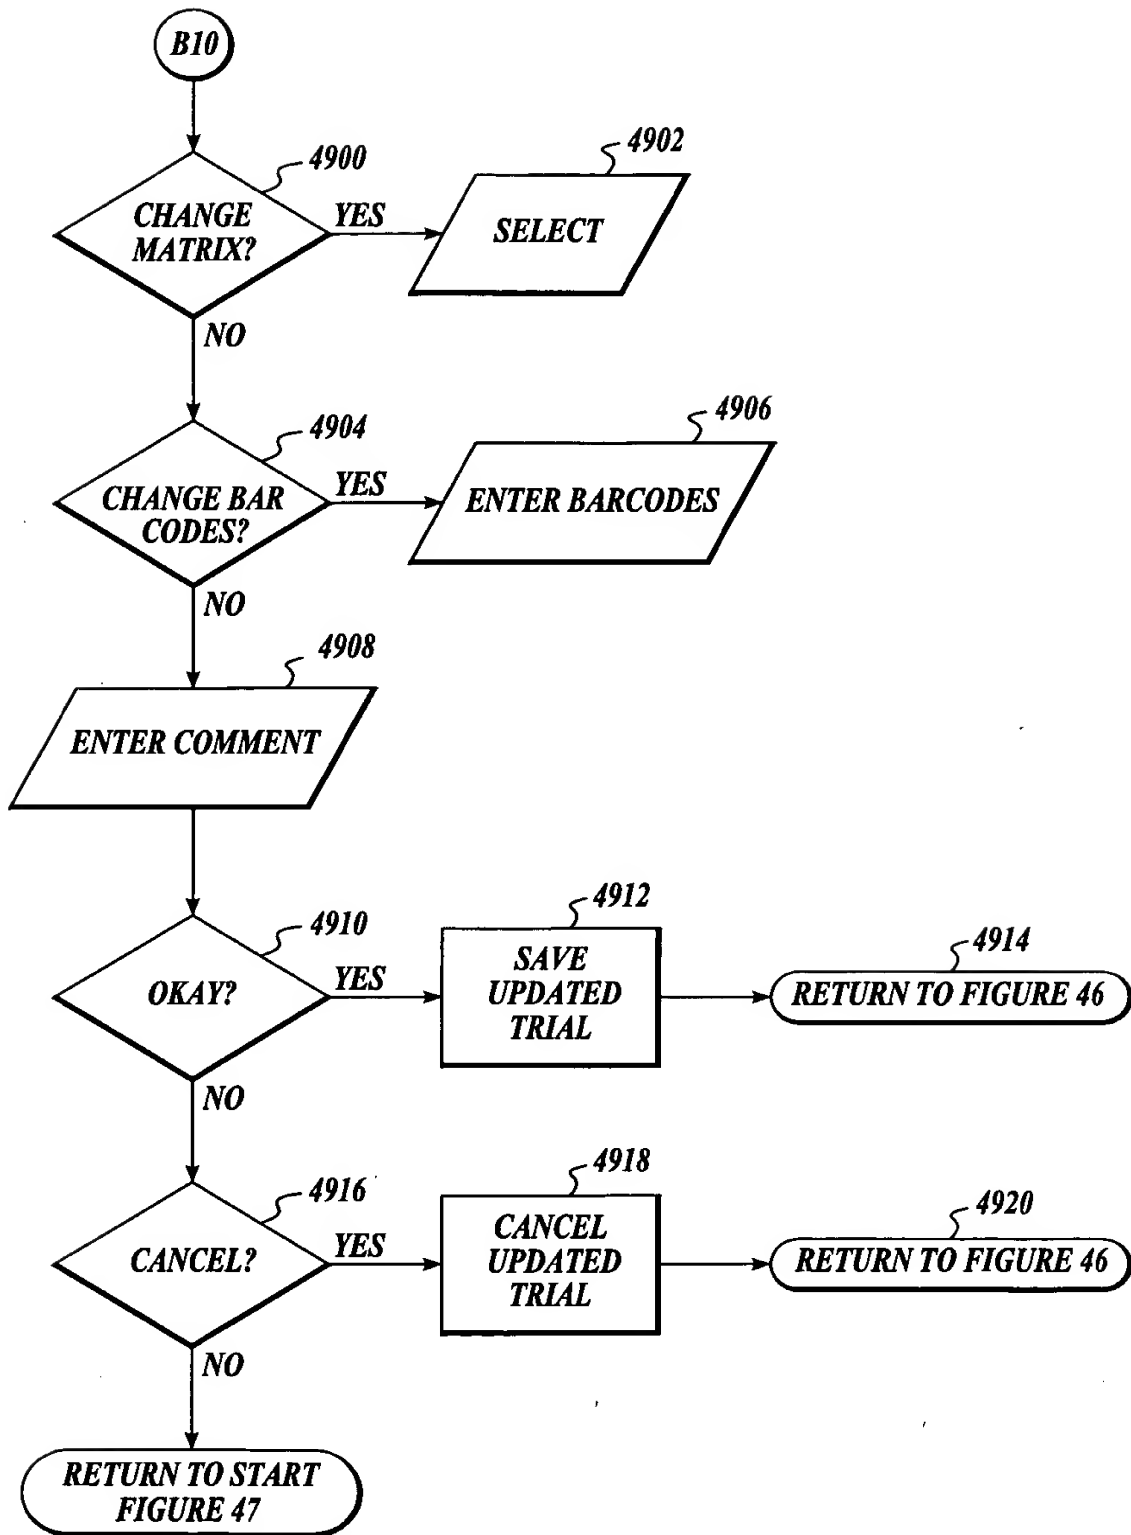 B10
4900
4902
CHANGE
MATRIX?
YES
SELECT
NO
4904
4906
CHANGE BAR
CODES?
YES
ENTER BARCODES
NO
4908
ENTER COMMENT
4910
4912
4914
OKAY?
YES
SAVE
UPDATED
TRIAL
RETURN TO FIGURE 46
NO
4916
4918
4920
CANCEL?
YES
CANCEL
UPDATED
TRIAL
RETURN TO FIGURE 46
NO
RETURN TO START
FIGURE 47